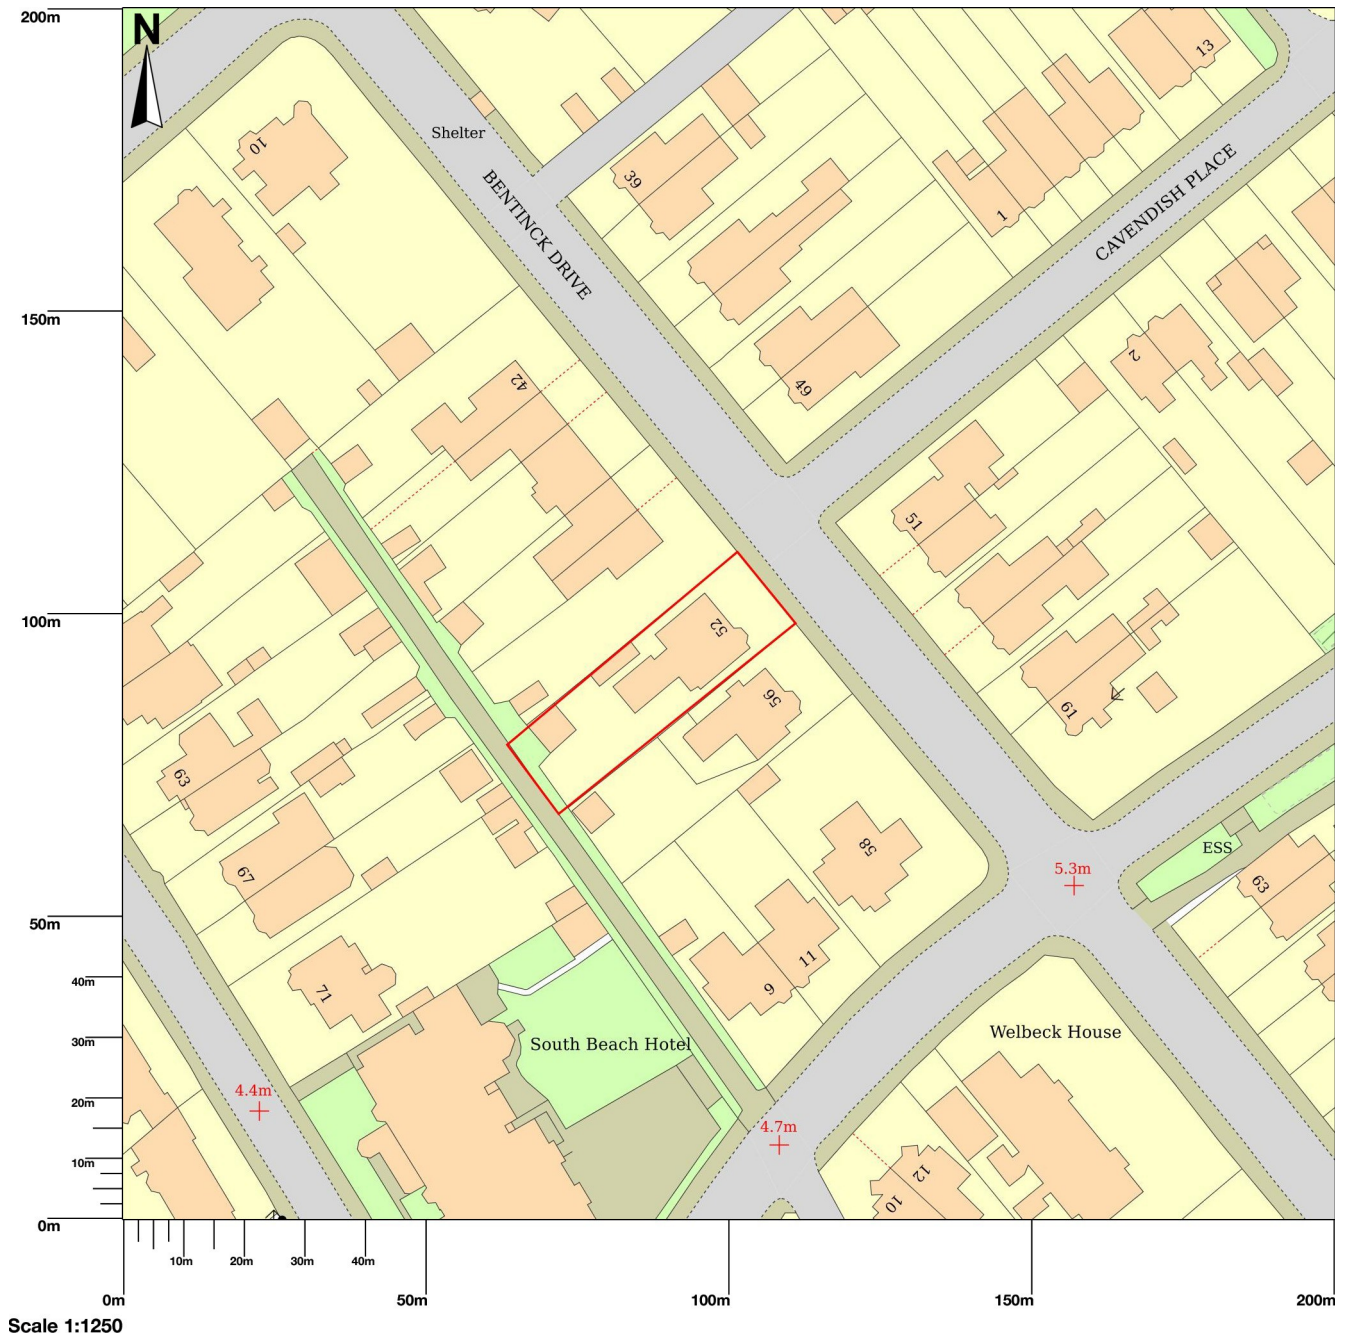 200m
N
13
10
Shelter
39
BENTINCK DRIVE
1
CAVENDISH PLACE
150m
2
42
49
51
100m
52
56
61
63
67
58
ESS
5.3m
63
50m
40m
71
11
9
30m
South Beach Hotel
Welbeck House
4.4m
20m
4.7m
10m
12
10
0m
10m
20m
30m
40m
0m
50m
100m
150m
200m
Scale 1:1250